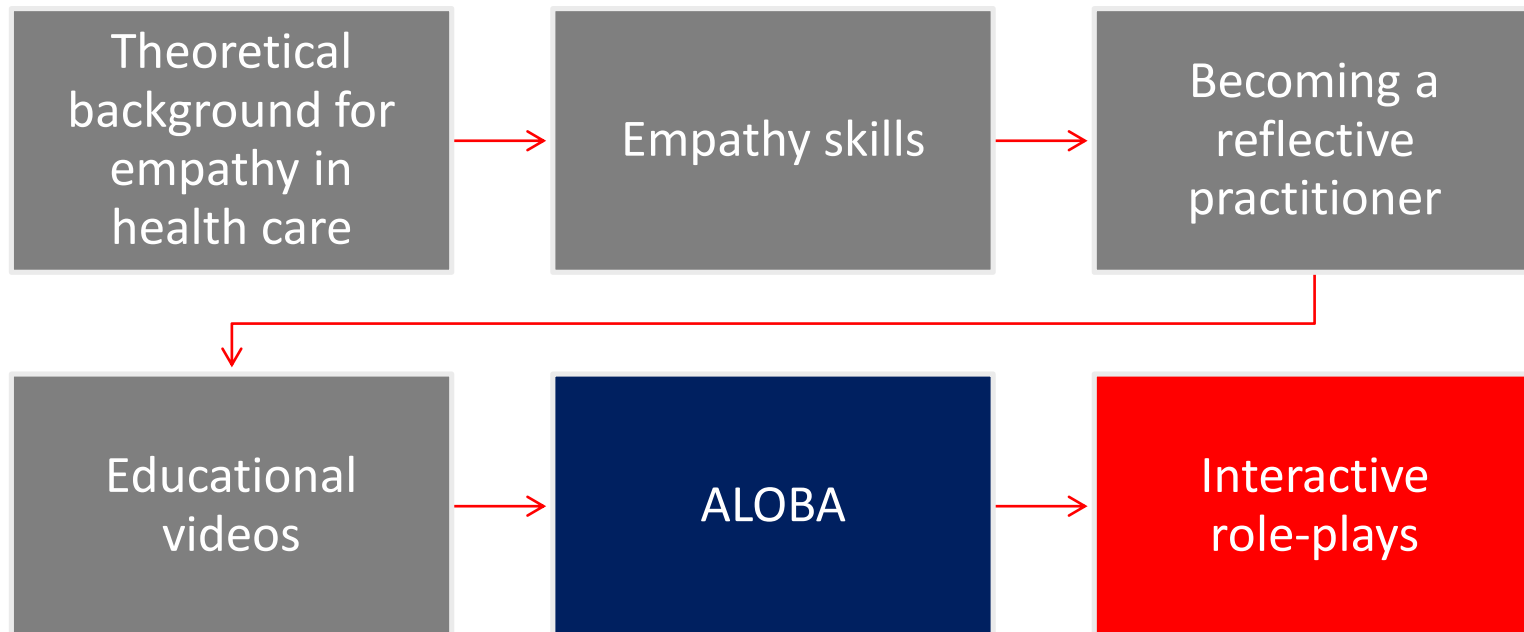 Theoretical
background for
empathy in
health care
Empathy skills
Becoming a
reflective
practitioner
Educational
videos
ALOBA
Interactive
role-plays